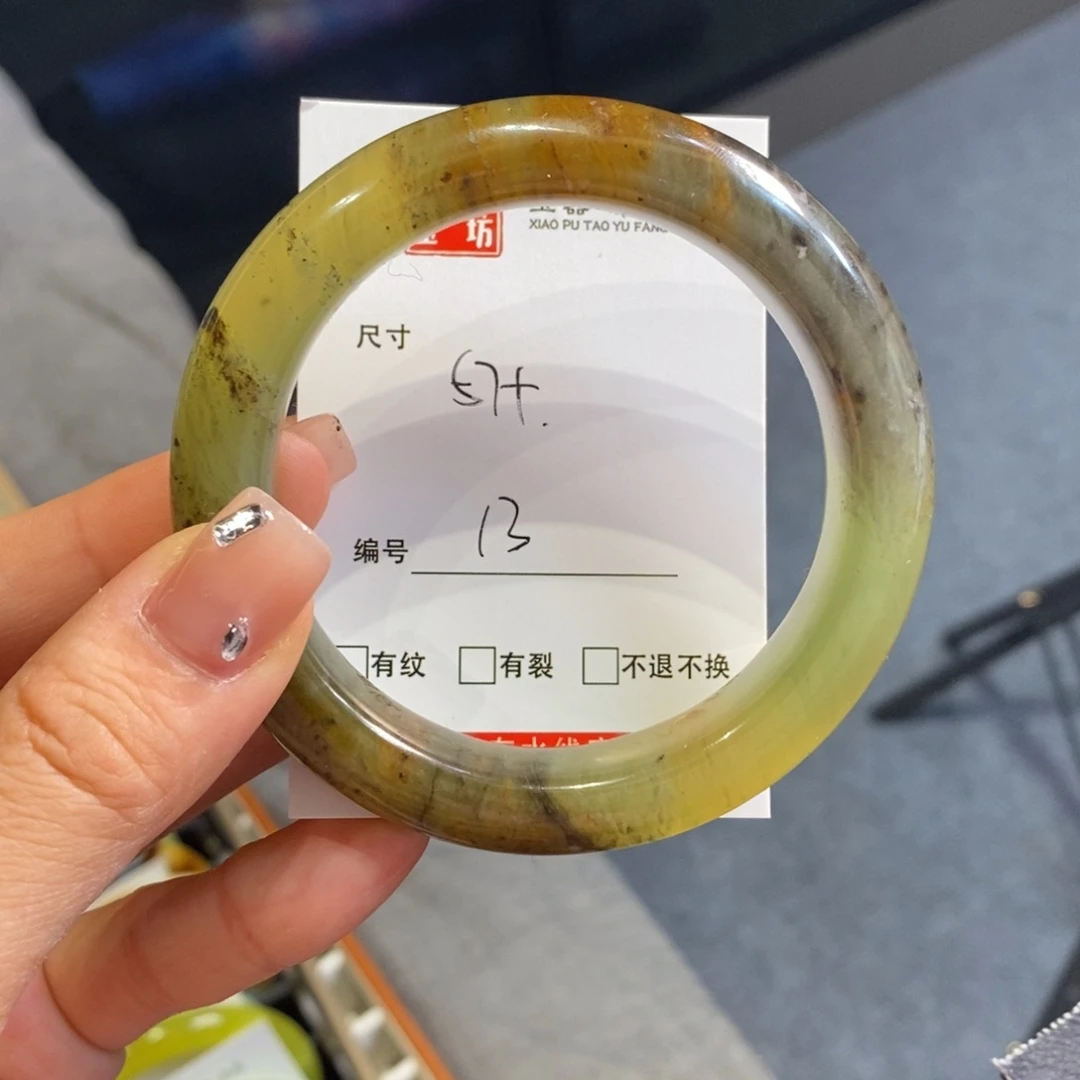 坊
XIAO PU TAO YU FANG
尺寸
57+.
编号 13
有纹 有裂 不退不换